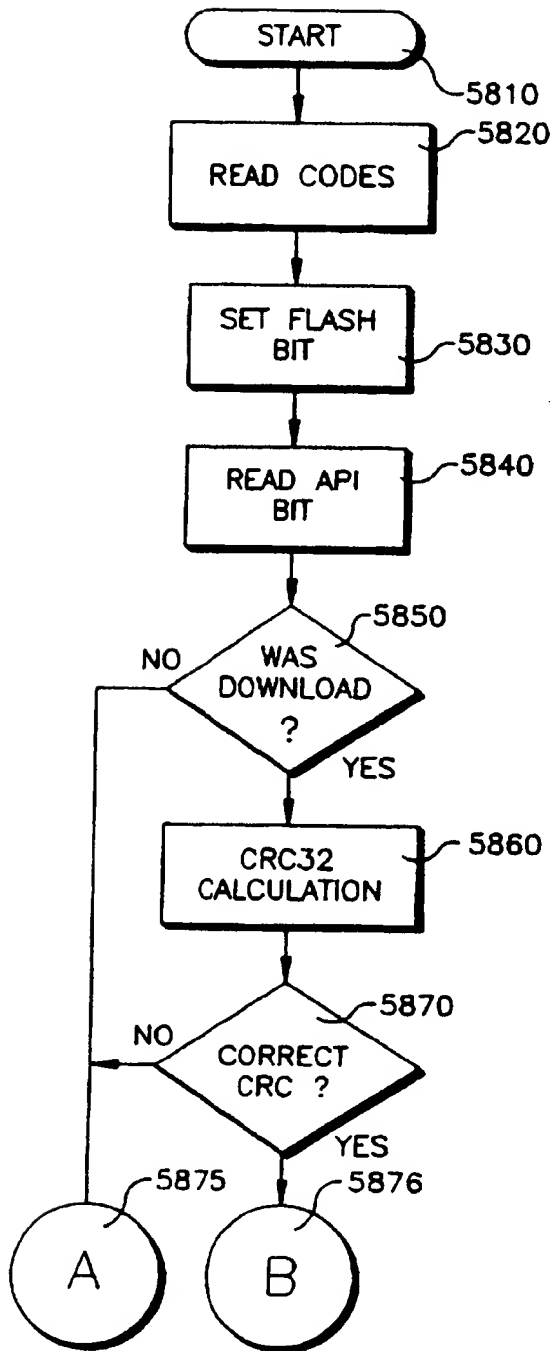 START
5810
5820
READ CODES
SET FLASH
BIT
5830
5840
READ API
BIT
5850
NO
WAS
DOWNLOAD
?
YES
5860
CRC32
CALCULATION
5870
NO
CORRECT
CRC ?
YES
5875
5876
A
B